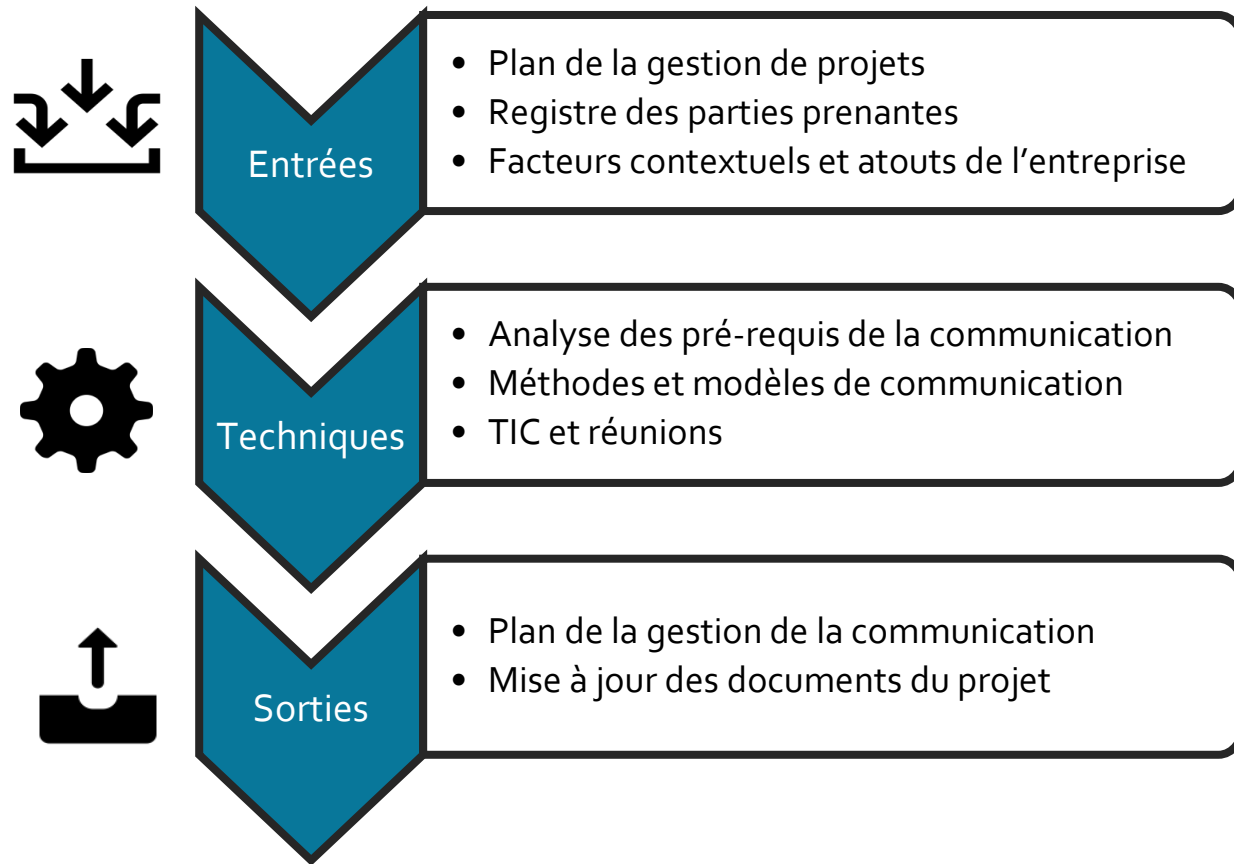 Entrées
• Plan de la gestion de projets
• Registre des parties prenantes
• Facteurs contextuels et atouts de l’entreprise
Techniques
• Analyse des pré-requis de la communication
• Méthodes et modèles de communication
• TIC et réunions
Sorties
• Plan de la gestion de la communication
• Mise à jour des documents du projet